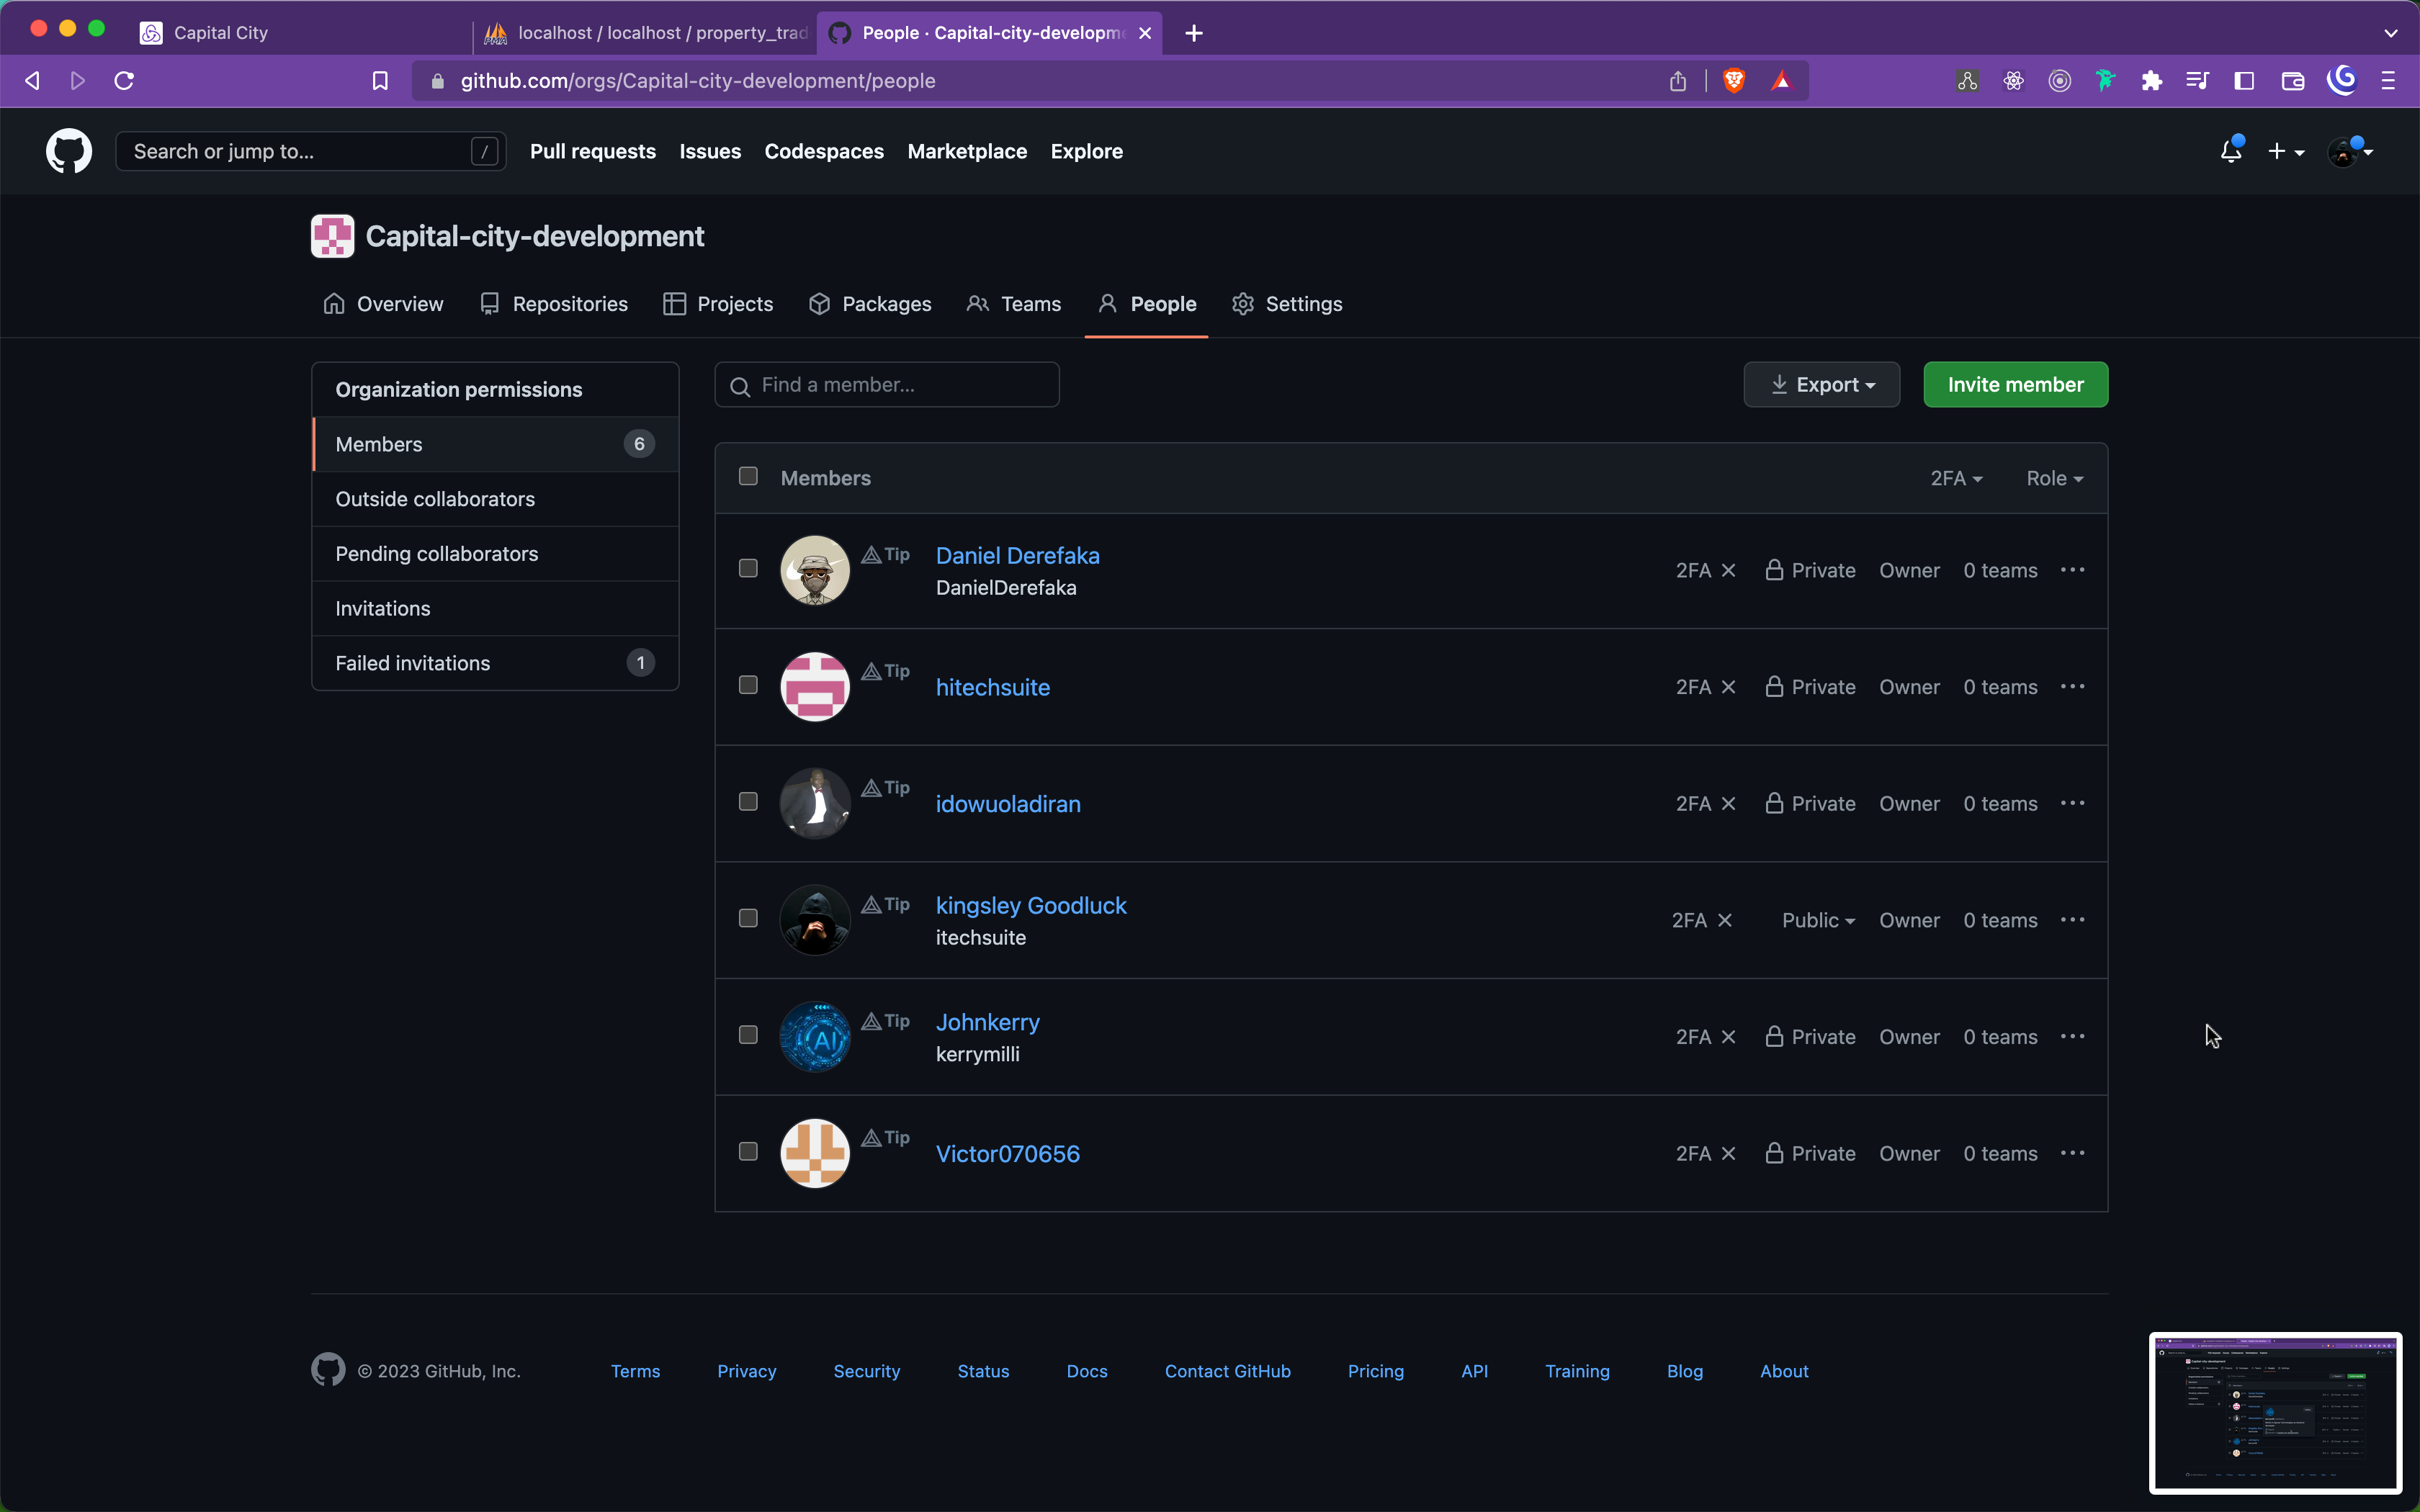 Capital City
localhost / localhost / property_trad
People · Capital-city-developme
github.com/orgs/Capital-city-development/people
Search or jump to... /
Pull requests Issues Codespaces Marketplace Explore
Capital-city-development
Overview Repositories Projects Packages Teams People Settings
Organization permissions
Members 6
Outside collaborators
Pending collaborators
Invitations
Failed invitations 1
Find a member...
Export Invite member
Members 2FA Role
Tip Daniel Derefaka
DanielDerefaka
2FA Private Owner 0 teams
Tip hitechsuite
2FA Private Owner 0 teams
Tip idowuoladiran
2FA Private Owner 0 teams
Tip kingsley Goodluck
itechsuite
2FA Public Owner 0 teams
AI
Tip Johnkerry
kerrymilli
2FA Private Owner 0 teams
Tip Victor070656
2FA Private Owner 0 teams
© 2023 GitHub, Inc. Terms Privacy Security Status Docs Contact GitHub Pricing API Training Blog About